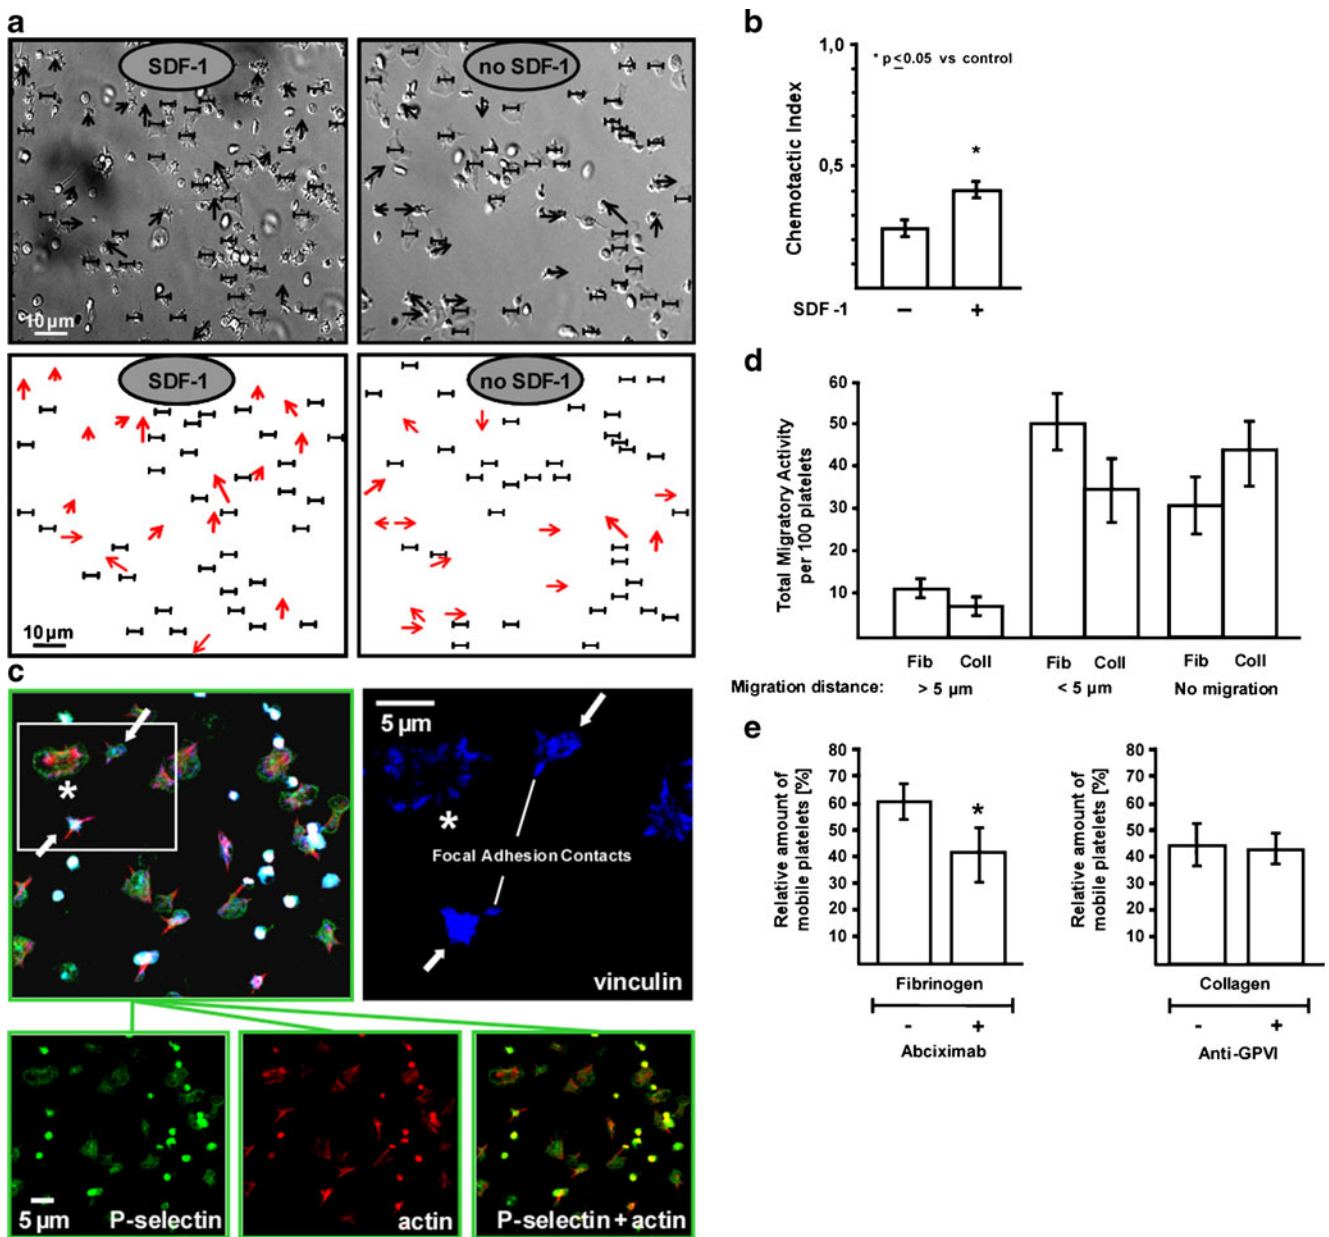 a
SDF-1
no SDF-1
10 µm
SDF-1
no SDF-1
10 µm
b
1,0
* p≤0.05 vs control
Chemotactic Index
0,5
*
SDF -1
− +
c
*
5 µm
*
Focal Adhesion Contacts
vinculin
5 µm
P-selectin
actin
P-selectin + actin
d
Total Migratory Activity
per 100 platelets
60
50
40
30
20
10
Fib Coll Fib Coll Fib Coll
Migration distance: > 5 µm < 5 µm No migration
e
Relative amount of
mobile platelets [%]
80
70
60
50
40
30
20
10
*
Fibrinogen
- +
Abciximab
Relative amount of
mobile platelets [%]
80
70
60
50
40
30
20
10
Collagen
- +
Anti-GPVI